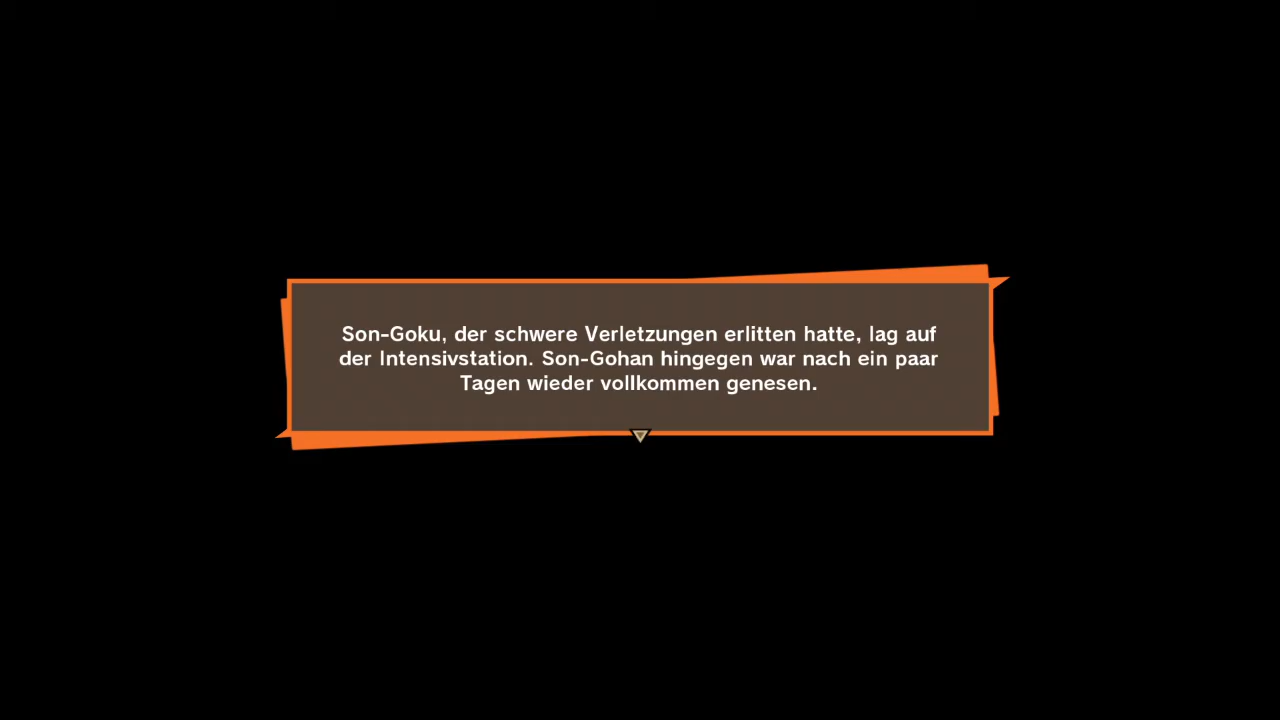 Son-Goku, der schwere Verletzungen erlitten hatte, lag auf
der Intensivstation. Son-Gohan hingegen war nach ein paar
Tagen wieder vollkommen genesen.